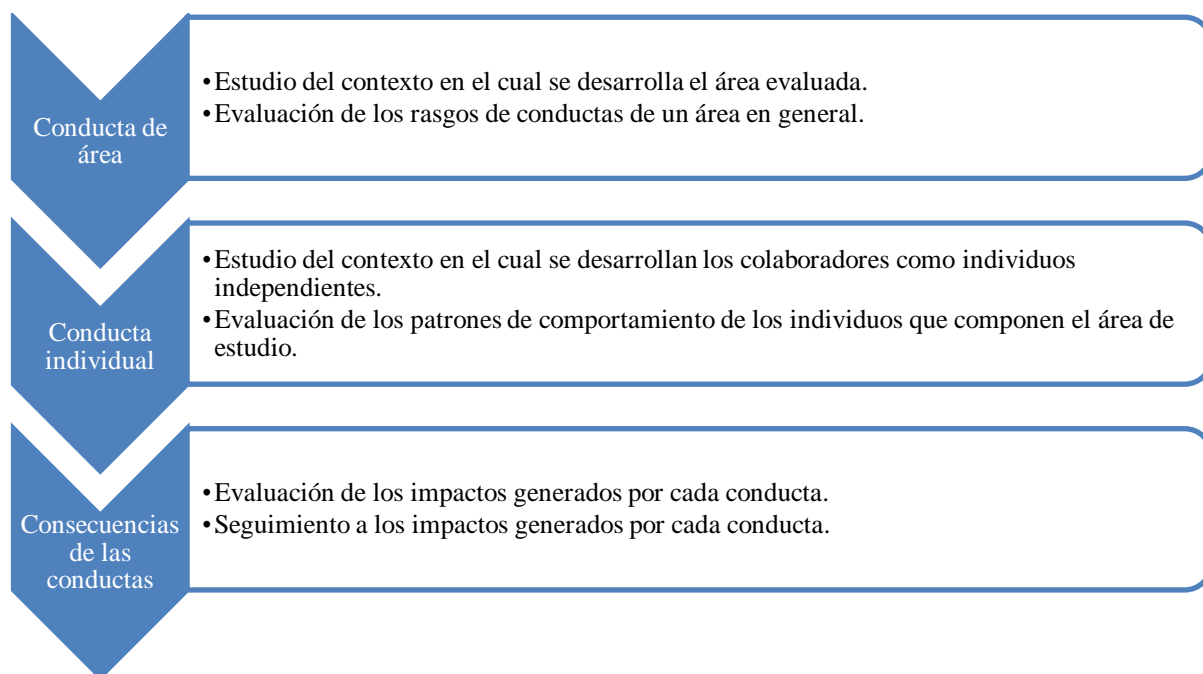 Conducta de
área
•Estudio del contexto en el cual se desarrolla el área evaluada.
•Evaluación de los rasgos de conductas de un área en general.
Conducta
individual
•Estudio del contexto en el cual se desarrollan los colaboradores como individuos
independientes.
•Evaluación de los patrones de comportamiento de los individuos que componen el área de
estudio.
Consecuencias
de las
conductas
•Evaluación de los impactos generados por cada conducta.
•Seguimiento a los impactos generados por cada conducta.